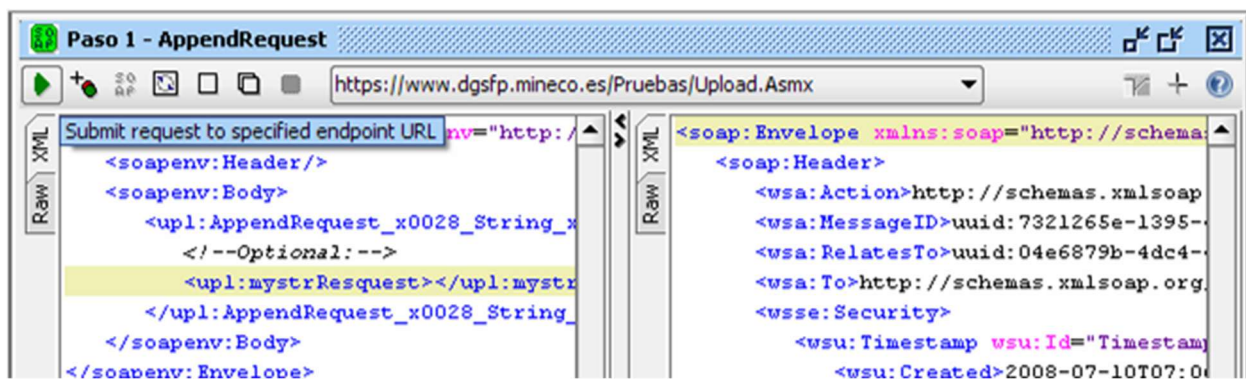 SO AP Paso 1 - AppendRequest
https://www.dgsfp.mineco.es/Pruebas/Upload.Asmx
XML
Raw
Submit request to specified endpoint URL nv="http:/
<soapenv:Header/>
<soapenv:Body>
<upl:AppendRequest_x0028_String_x
<!--Optional:-->
<upl:mystrResquest></upl:mystr
</upl:AppendRequest_x0028_String_
</soapenv:Body>
</soapenv:Envelope>
XML
Raw
<soap:Envelope xmlns:soap="http://schema
<soap:Header>
<wsa:Action>http://schemas.xmlsoap
<wsa:MessageID>uuid:7321265e-1395-
<wsa:RelatesTo>uuid:04e6879b-4dc4-
<wsa:To>http://schemas.xmlsoap.org
<wsse:Security>
<wsu:Timestamp wsu:Id="Timestam
<wsu:Created>2008-07-10T07:0